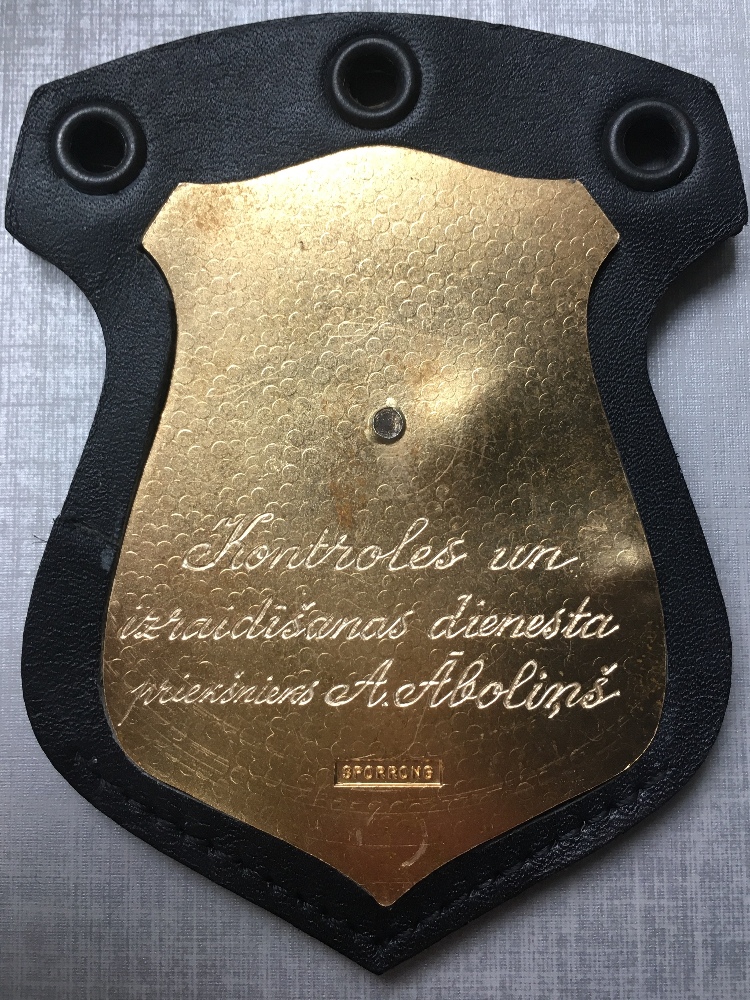 Kontroles un
izraidīšanas dienesta
priekšnieks A. Āboliņš
SPORRONG